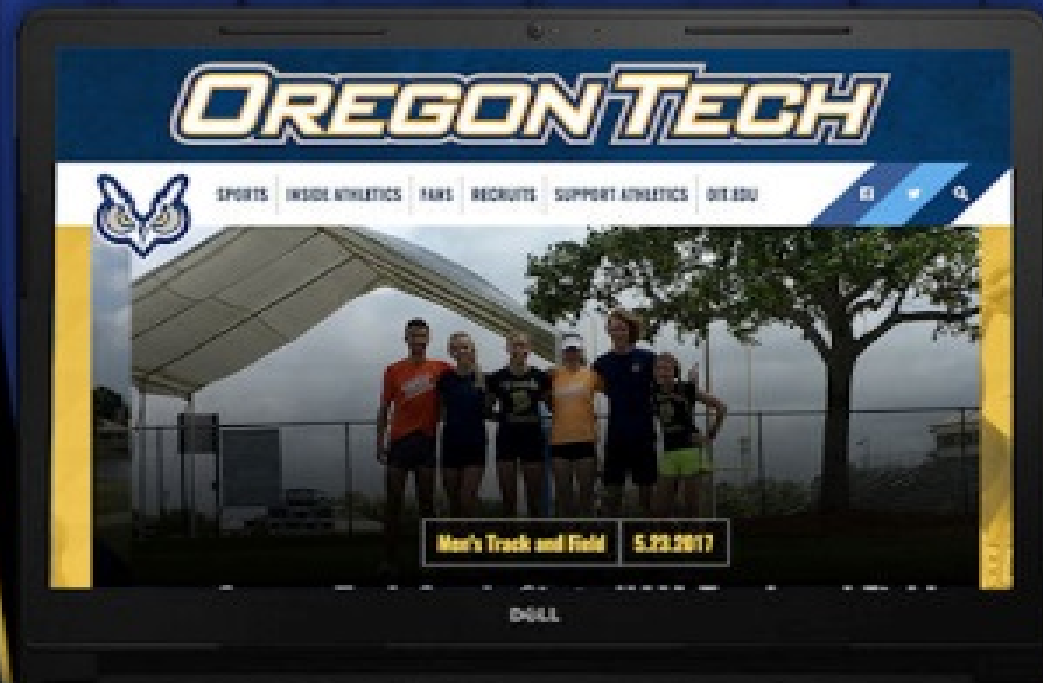 OREGON TECH
SPORTS INSIDE ATHLETICS FANS RECRUITS SUPPORT ATHLETICS OIT.EDU
Men's Track and Field 5.23.2017
DELL